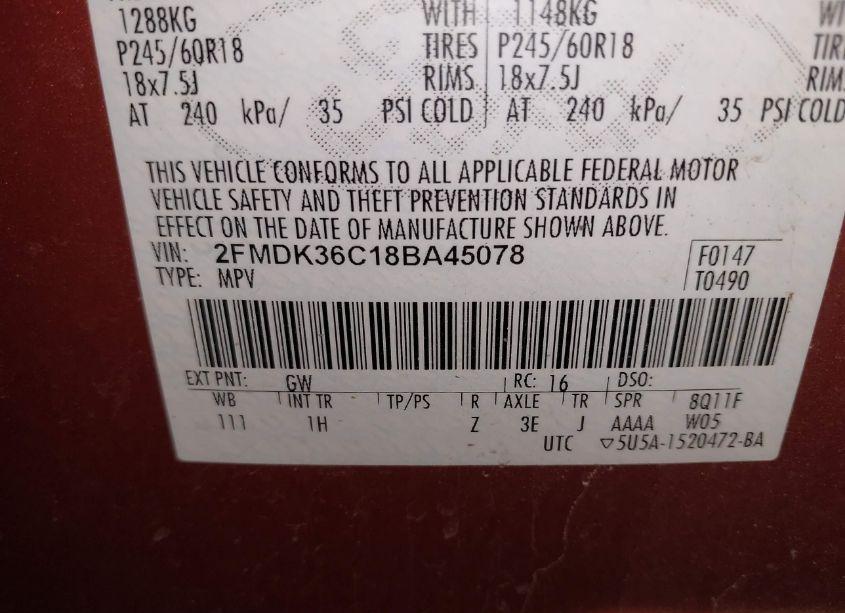 1288KG WITH 1148KG WI
P245/60R18 TIRES P245/60R18 TIRE
18x7.5J RIMS 18x7.5J RIMS
AT 240 kPa/ 35 PSI COLD AT 240 kPa/ 35 PSI COLD
THIS VEHICLE CONFORMS TO ALL APPLICABLE FEDERAL MOTOR
VEHICLE SAFETY AND THEFT PREVENTION STANDARDS IN
EFFECT ON THE DATE OF MANUFACTURE SHOWN ABOVE.
VIN: 2FMDK36C18BA45078 F0147
TYPE: MPV T0490
EXT PNT: GW RC: 16 DSO:
WB INT TR TP/PS R AXLE TR SPR 8Q11F
111 1H Z 3E J AAAA W05
UTC ▽5U5A-1520472-BA